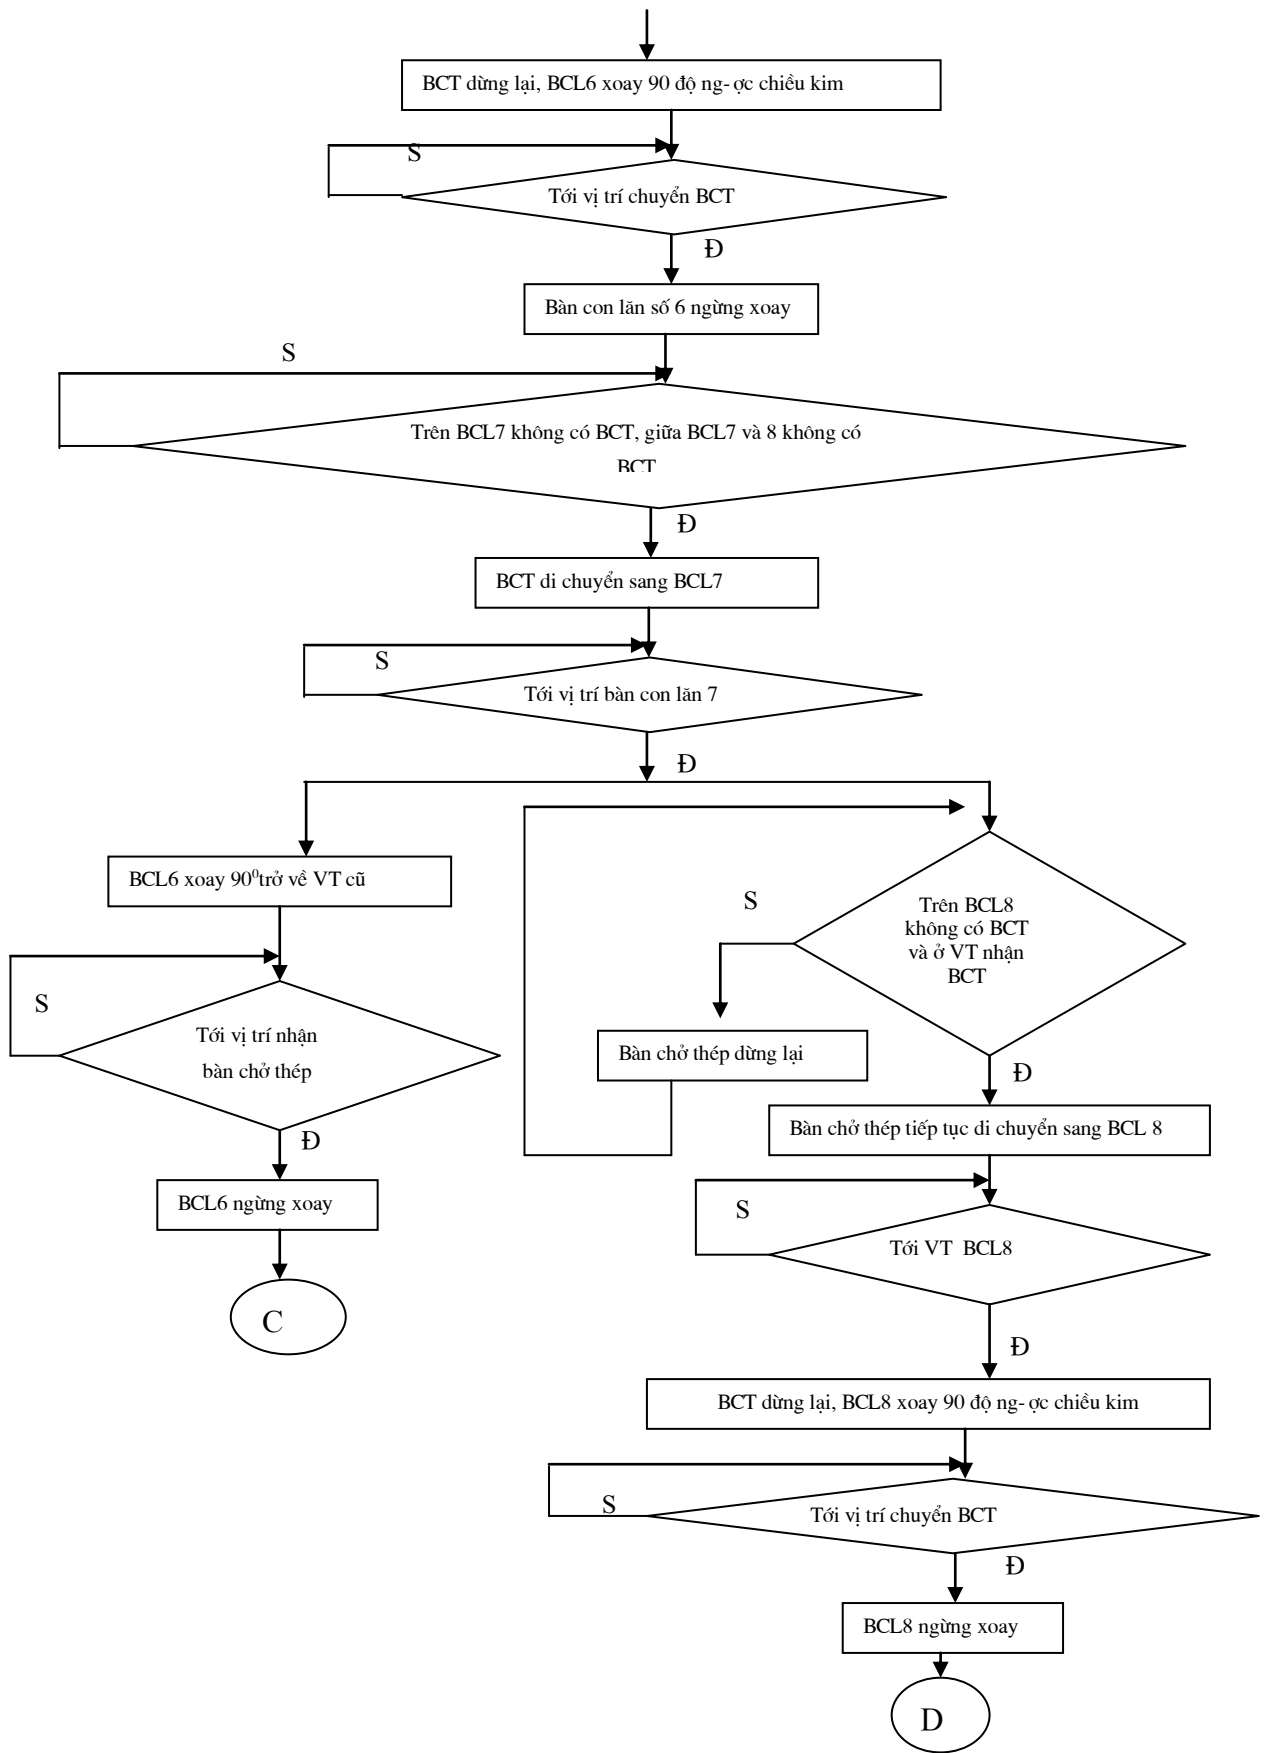 BCT dừng lại, BCL6 xoay 90 độ ng- ợc chiều kim
S
Tới vị trí chuyển BCT
Đ
Bàn con lăn số 6 ngừng xoay
S
Trên BCL7 không có BCT, giữa BCL7 và 8 không có
BCT
Đ
BCT di chuyển sang BCL7
S
Tới vị trí bàn con lăn 7
Đ
BCL6 xoay 90⁰trở về VT cũ
S
Tới vị trí nhận
bàn chở thép
Đ
BCL6 ngừng xoay
C
Trên BCL8
không có BCT
và ở VT nhận
BCT
S
Bàn chở thép dừng lại
Đ
Bàn chở thép tiếp tục di chuyển sang BCL 8
S
Tới VT BCL8
Đ
BCT dừng lại, BCL8 xoay 90 độ ng- ợc chiều kim
S
Tới vị trí chuyển BCT
Đ
BCL8 ngừng xoay
D